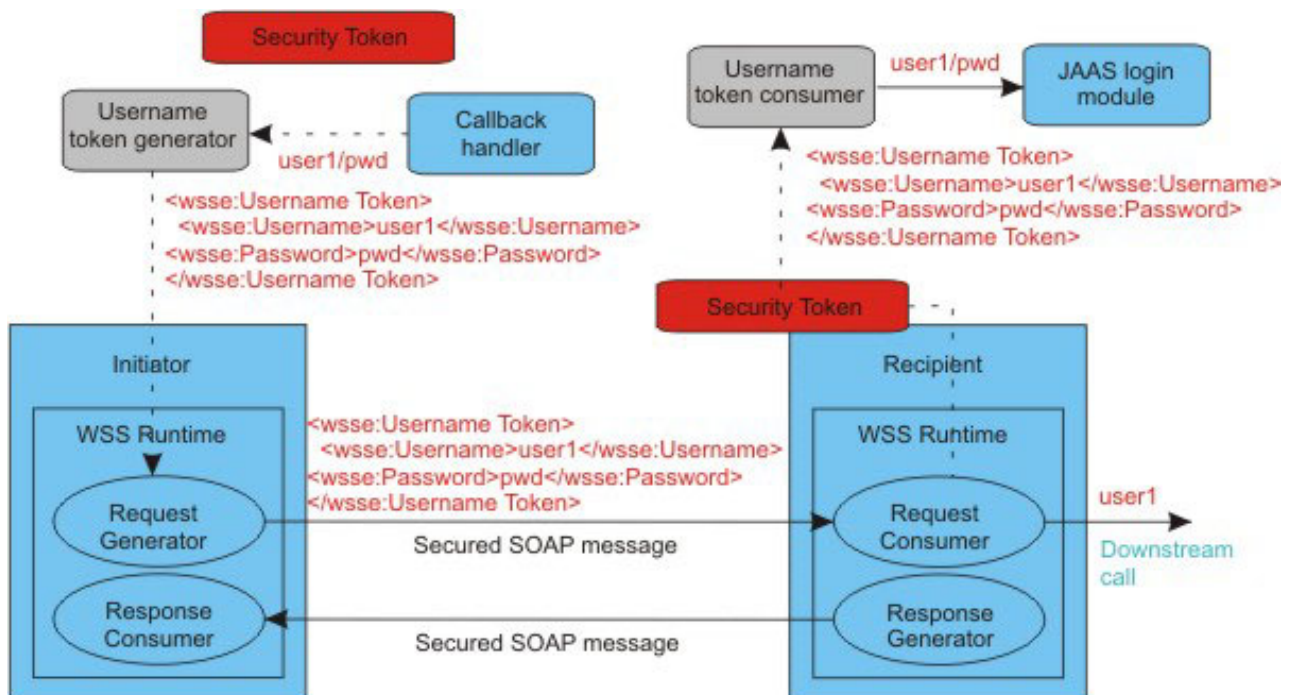 Security Token
Username
token generator
Callback
handler
user1/pwd
<wsse:Username Token>
<wsse:Username>user1</wsse:Username>
<wsse:Password>pwd</wsse:Password>
</wsse:Username Token>
Username
token consumer
user1/pwd
JAAS login
module
<wsse:Username Token>
<wsse:Username>user1</wsse:Username>
<wsse:Password>pwd</wsse:Password>
</wsse:Username Token>
Security Token
Initiator
WSS Runtime
Request
Generator
Response
Consumer
<wsse:Username Token>
<wsse:Username>user1</wsse:Username>
<wsse:Password>pwd</wsse:Password>
</wsse:Username Token>
Secured SOAP message
Secured SOAP message
Recipient
WSS Runtime
Request
Consumer
Response
Generator
user1
Downstream
call